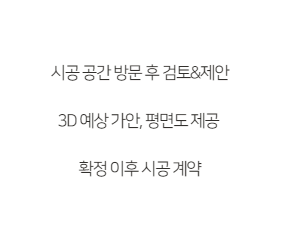 시공 공간 방문 후 검토&제안
3D 예상 가안, 평면도 제공
확정 이후 시공 계약